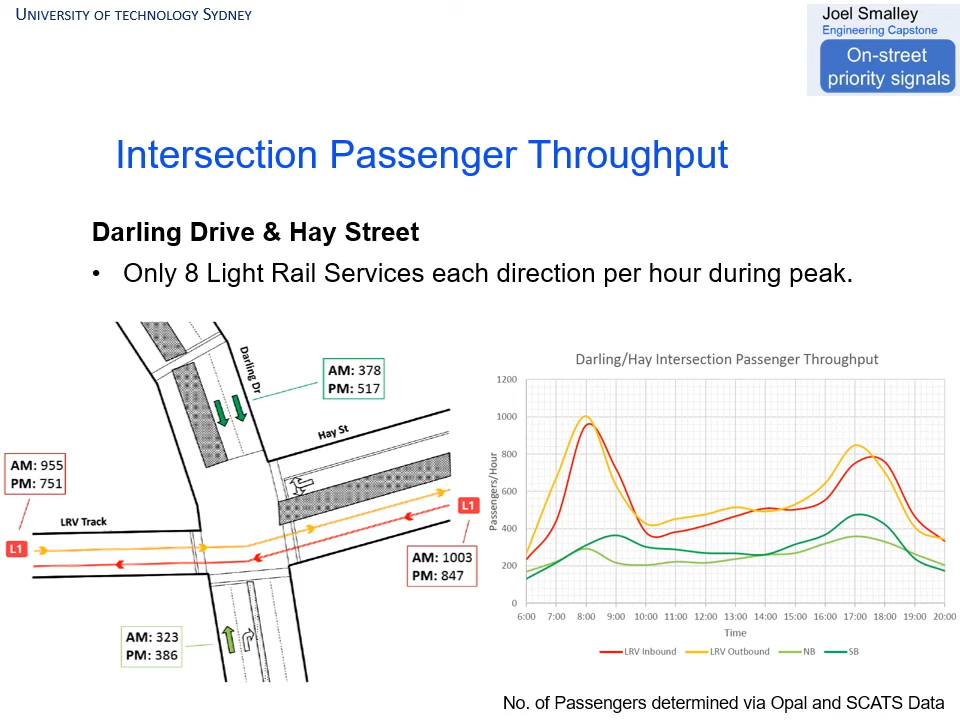 UNIVERSITY OF TECHNOLOGY SYDNEY
Joel Smalley
Engineering Capstone
On-street
priority signals
Intersection Passenger Throughput
Darling Drive & Hay Street
• Only 8 Light Rail Services each direction per hour during peak.
Darling Dr
AM: 378
PM: 517
Hay St
AM: 955
PM: 751
LRV Track
L1
L1
AM: 1003
PM: 847
AM: 323
PM: 386
Darling/Hay Intersection Passenger Throughput
Passengers/Hour
1200
1000
800
600
400
200
0
6:00 7:00 8:00 9:00 10:00 11:00 12:00 13:00 14:00 15:00 16:00 17:00 18:00 19:00 20:00
Time
LRV Inbound LRV Outbound NB SB
No. of Passengers determined via Opal and SCATS Data